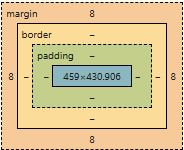 margin 8
border –
padding –
8 – – 459×430.906 – – 8
–
–
8